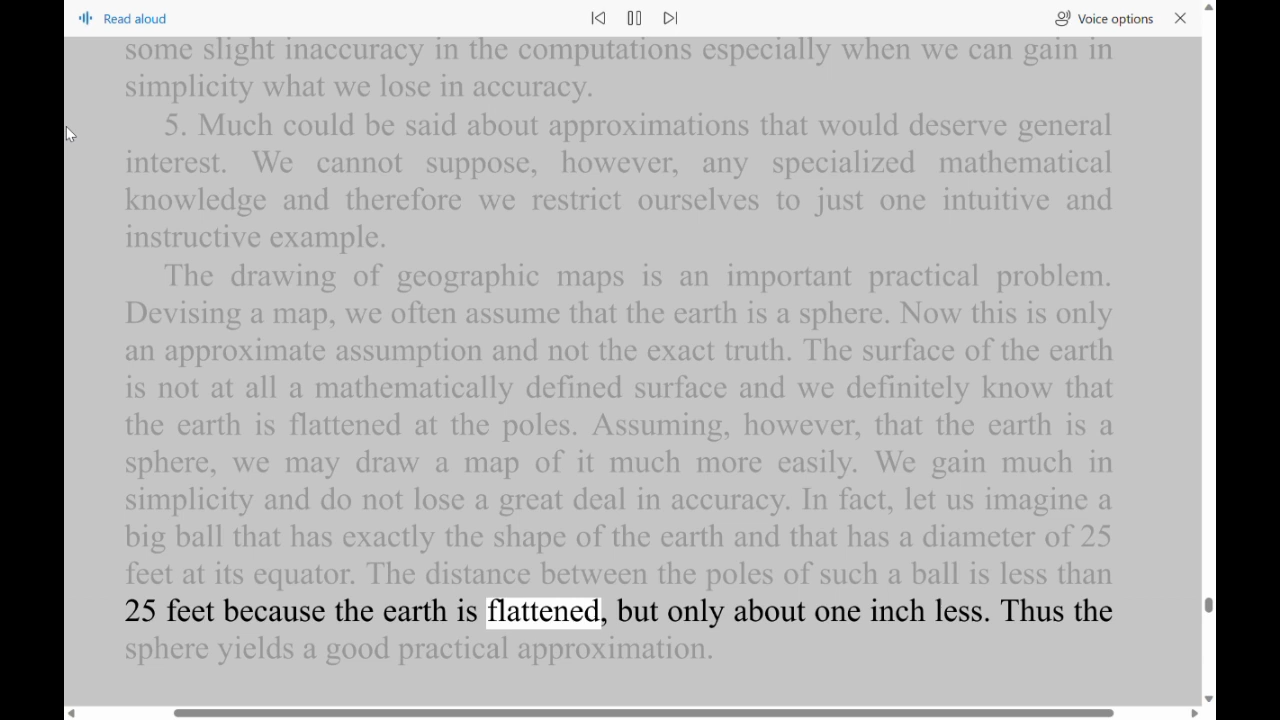 Read aloud
Voice options
some slight inaccuracy in the computations especially when we can gain in
simplicity what we lose in accuracy.
5. Much could be said about approximations that would deserve general
interest. We cannot suppose, however, any specialized mathematical
knowledge and therefore we restrict ourselves to just one intuitive and
instructive example.
The drawing of geographic maps is an important practical problem.
Devising a map, we often assume that the earth is a sphere. Now this is only
an approximate assumption and not the exact truth. The surface of the earth
is not at all a mathematically defined surface and we definitely know that
the earth is flattened at the poles. Assuming, however, that the earth is a
sphere, we may draw a map of it much more easily. We gain much in
simplicity and do not lose a great deal in accuracy. In fact, let us imagine a
big ball that has exactly the shape of the earth and that has a diameter of 25
feet at its equator. The distance between the poles of such a ball is less than
25 feet because the earth is flattened, but only about one inch less. Thus the
sphere yields a good practical approximation.